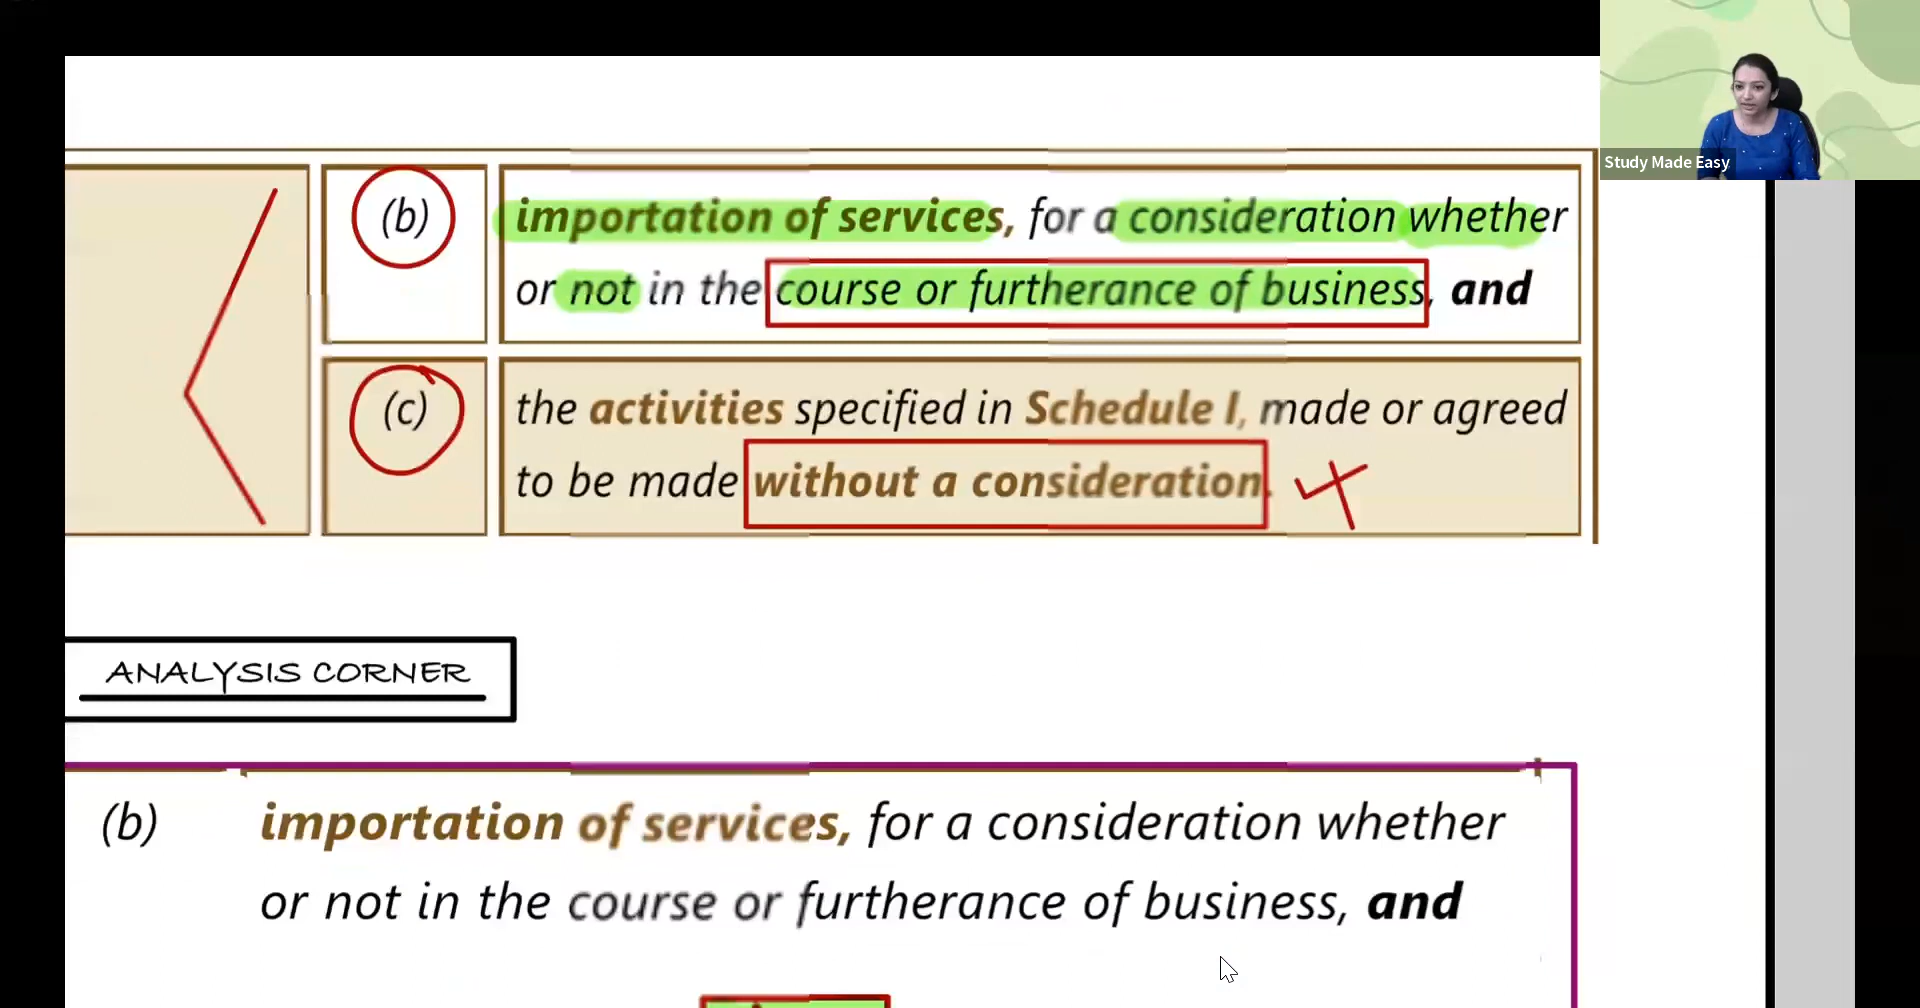 Study Made Easy
(b)
importation of services, for a consideration whether
or not in the course or furtherance of business, and
(c)
the activities specified in Schedule I, made or agreed
to be made without a consideration.
ANALYSIS CORNER
(b) importation of services, for a consideration whether
or not in the course or furtherance of business, and